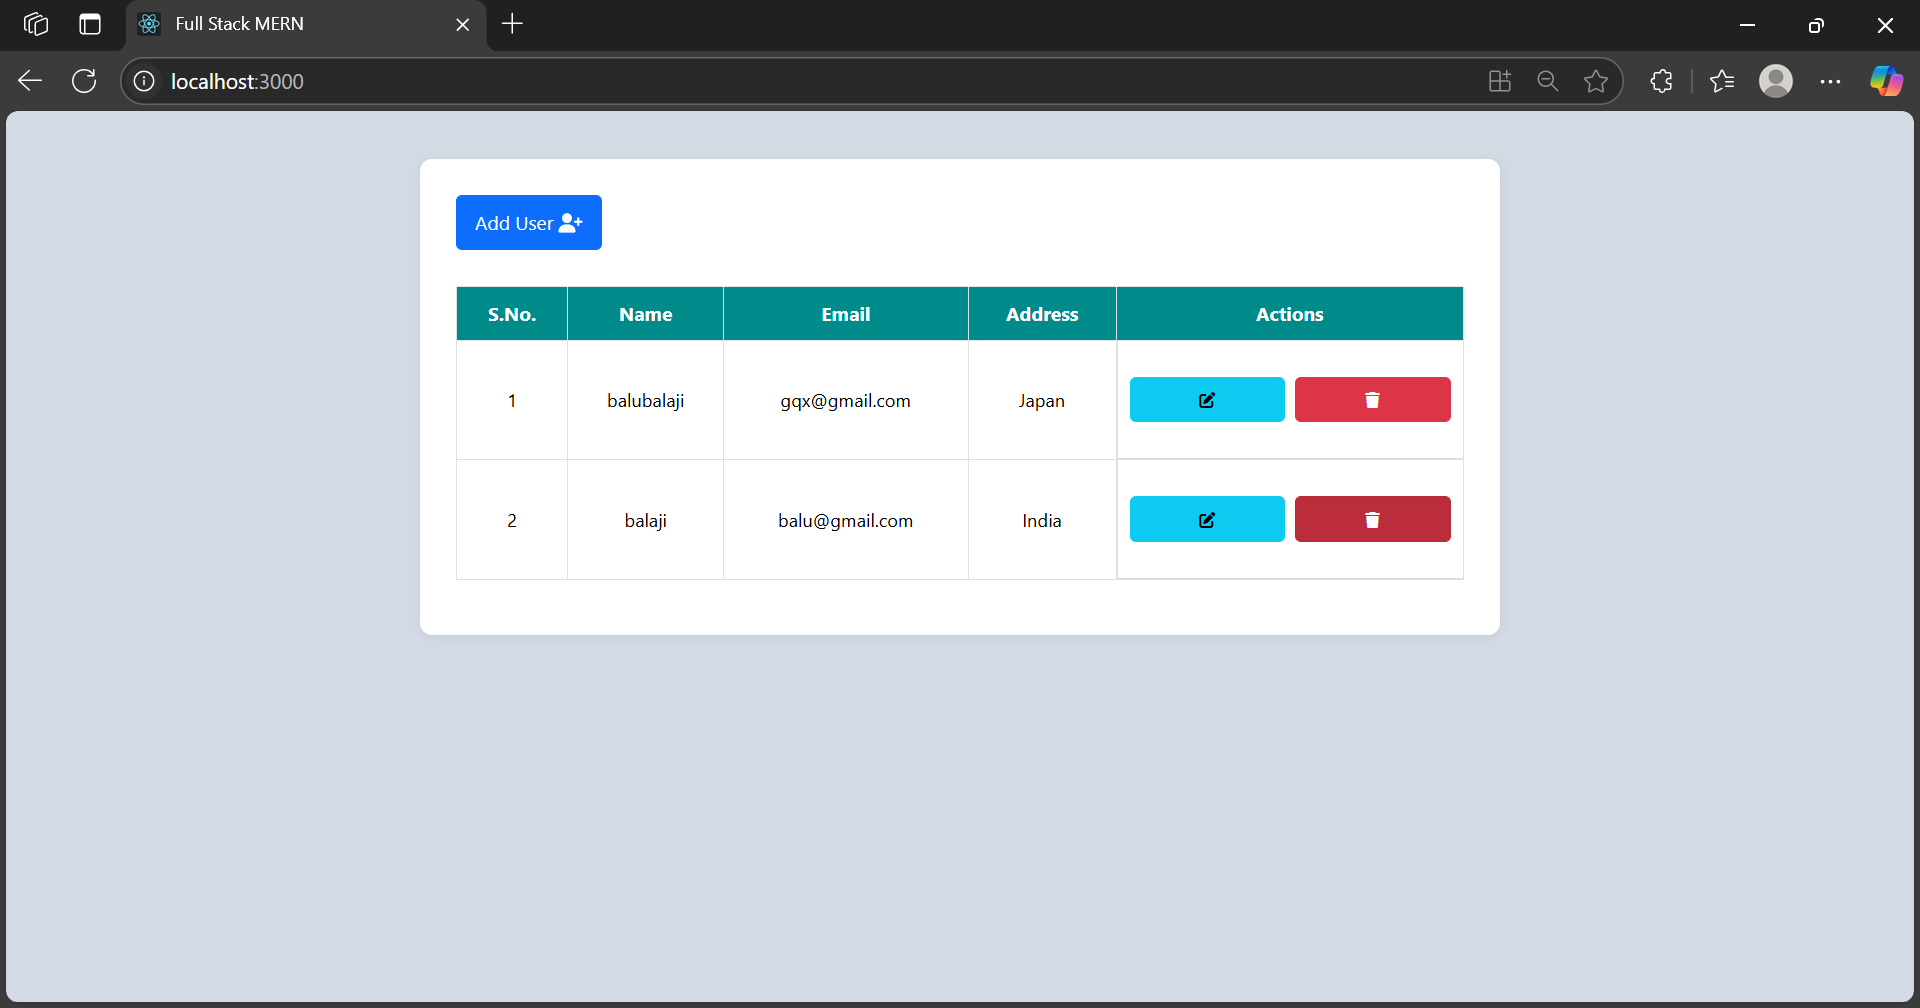 Full Stack MERN
localhost:3000
Add User
S.No. Name Email Address Actions
1 balubalaji gqx@gmail.com Japan
2 balaji balu@gmail.com India